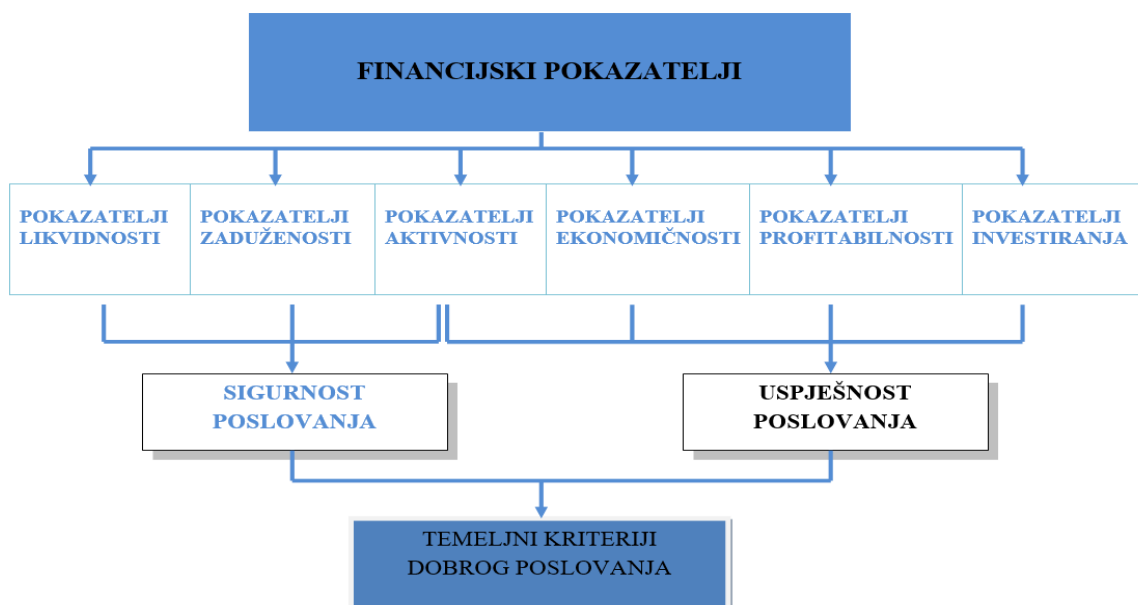 FINANCIJSKI POKAZATELJI
POKAZATELJI
LIKVIDNOSTI
POKAZATELJI
ZADUŽENOSTI
POKAZATELJI
AKTIVNOSTI
POKAZATELJI
EKONOMIČNOSTI
POKAZATELJI
PROFITABILNOSTI
POKAZATELJI
INVESTIRANJA
SIGURNOST
POSLOVANJA
USPJEŠNOST
POSLOVANJA
TEMELJNI KRITERIJI
DOBROG POSLOVANJA